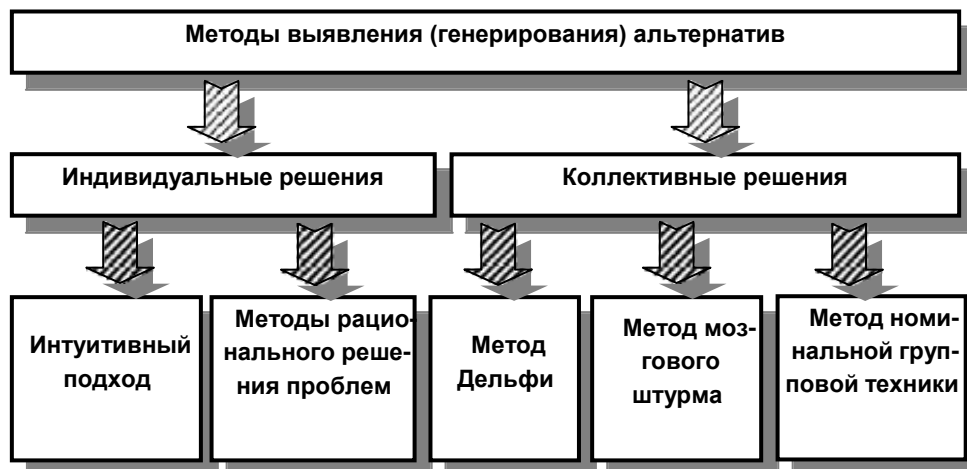 Методы выявления (генерирования) альтернатив
Индивидуальные решения
Коллективные решения
Интуитивный
подход
Методы рацио-
нального реше-
ния проблем
Метод
Дельфи
Метод моз-
гового
штурма
Метод номи-
нальной груп-
повой техники